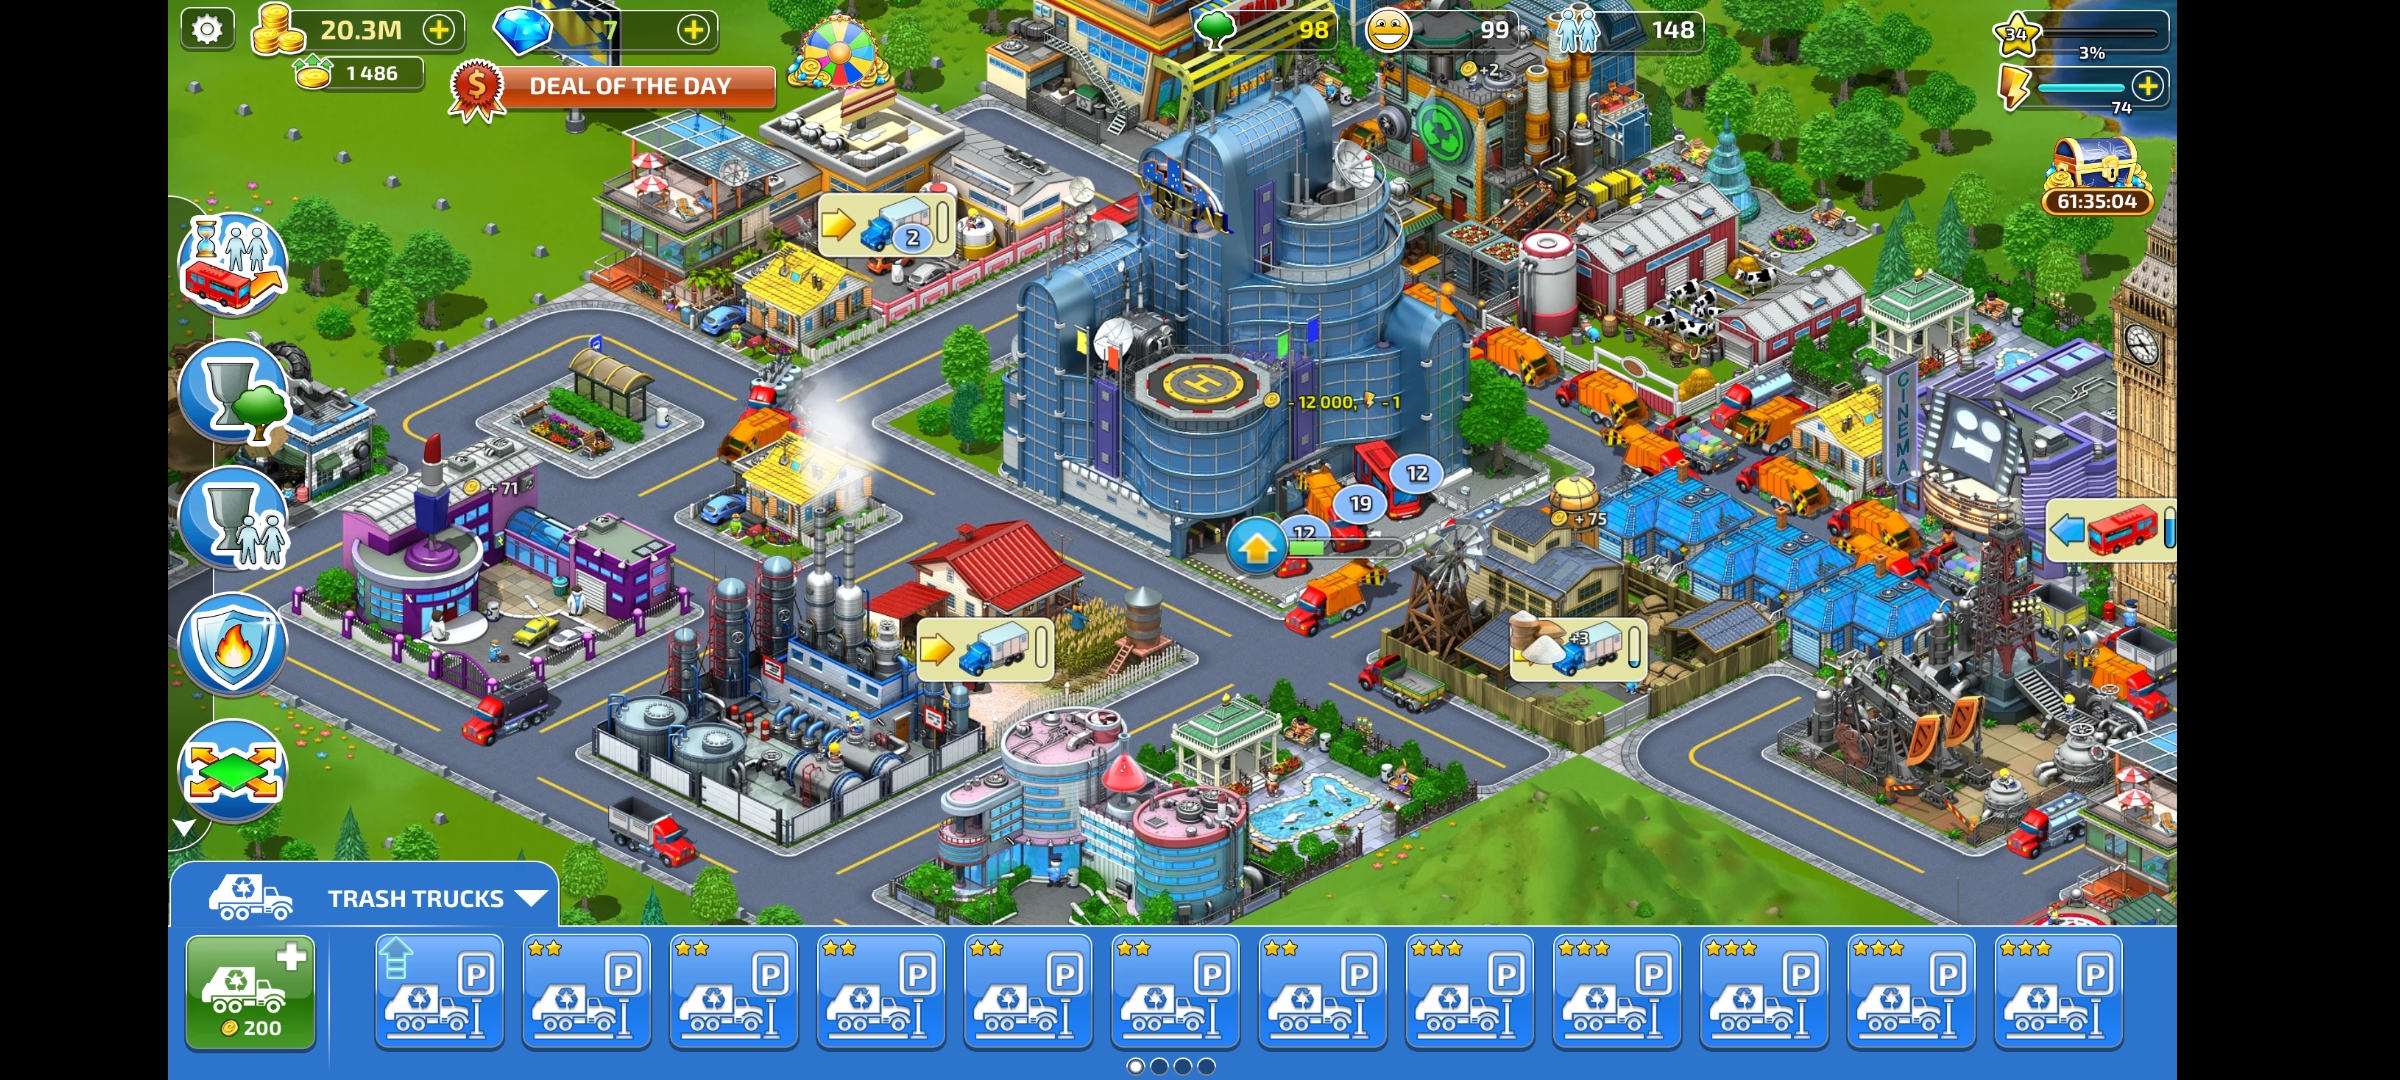 20.3M
7
98
99
148
34
3%
1 486
DEAL OF THE DAY
+2
74
61:35:04
2
CINEMA
H
- 12 000, - 1
12
19
12
+ 71
+ 75
+3
TRASH TRUCKS
200
P
P
P
P
P
P
P
P
P
P
P
P